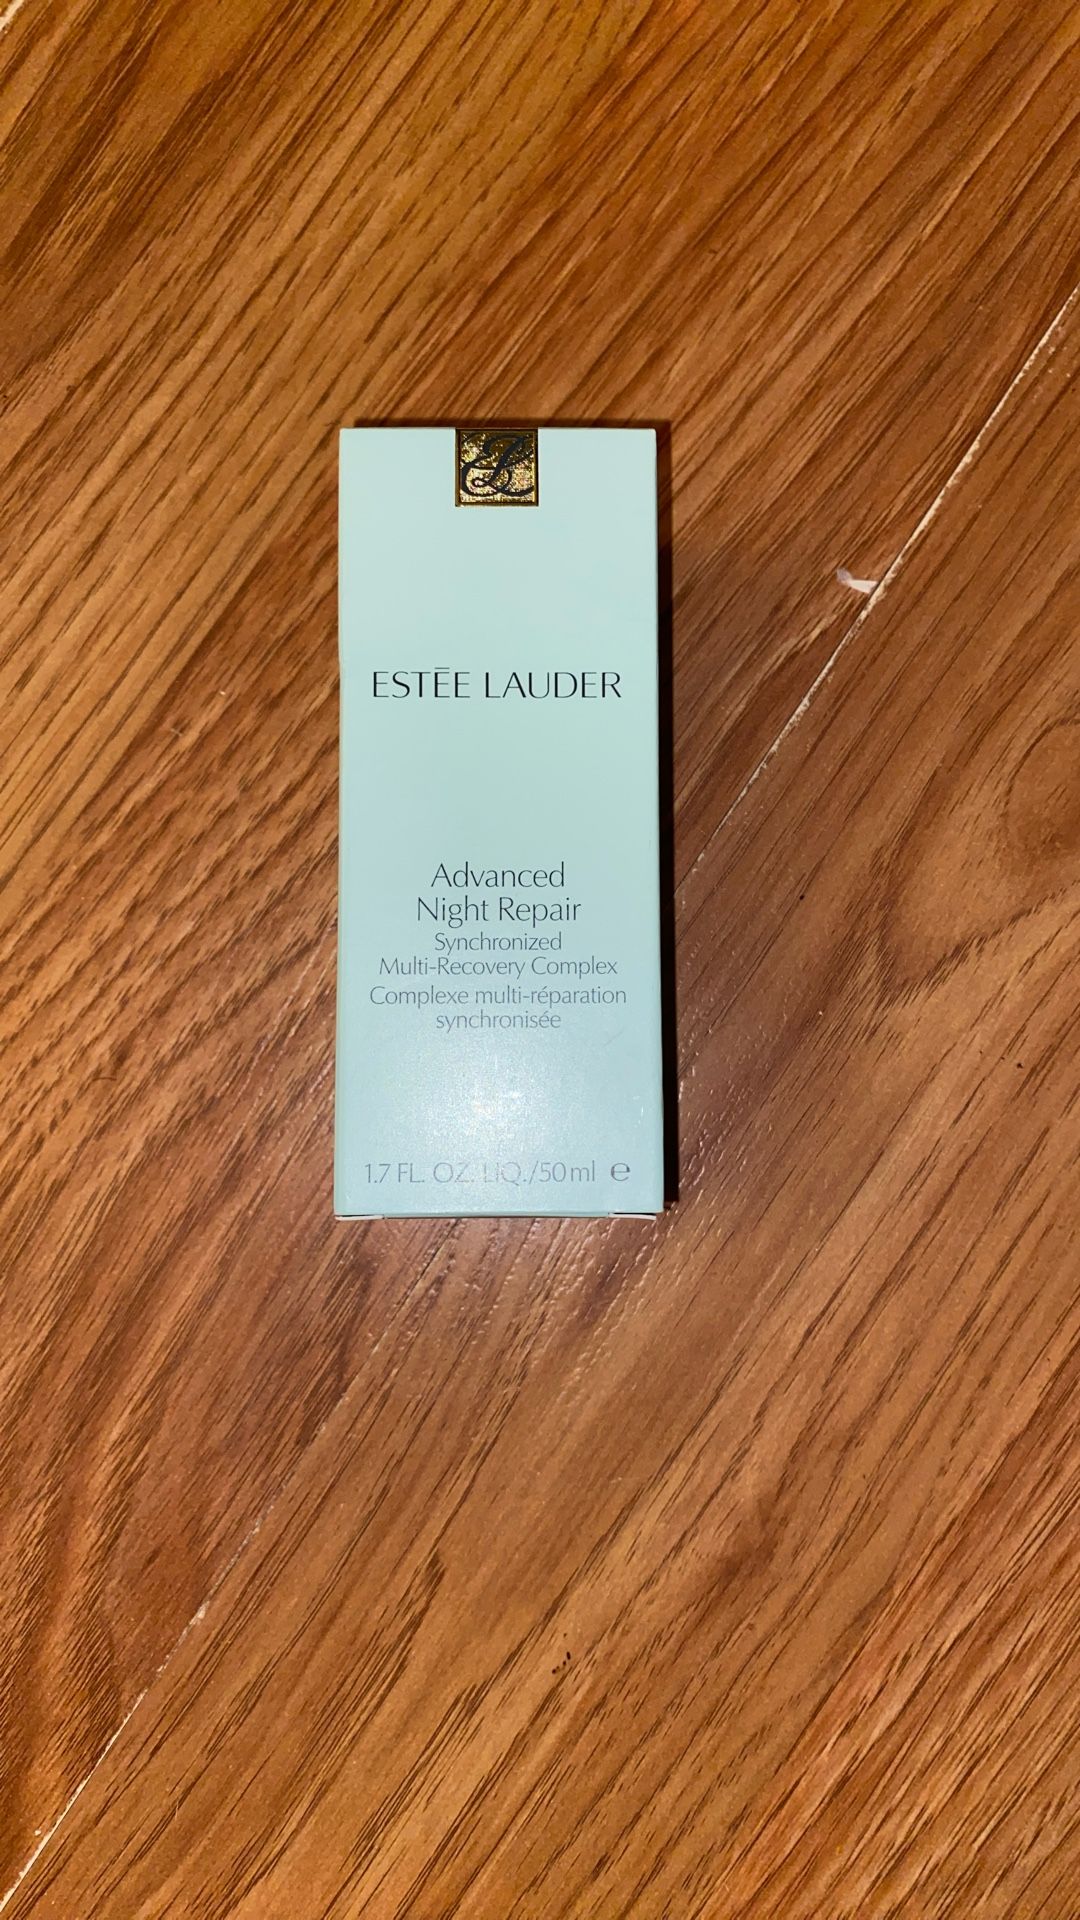 EL
ESTĒE LAUDER
Advanced
Night Repair
Synchronized
Multi-Recovery Complex
Complexe multi-réparation
synchronisée
1.7 FL. OZ. LIQ./50 ml ℮